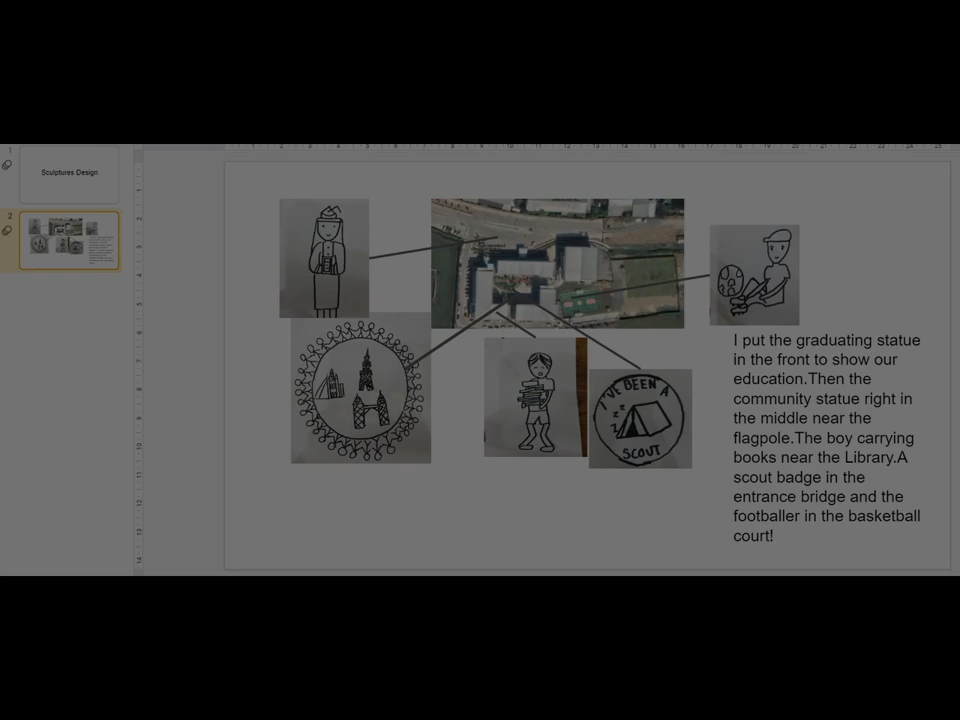 1
2
Sculptures Design
I put the graduating statue
in the front to show our
education.Then the
community statue right in
the middle near the
flagpole.The boy carrying
books near the Library.A
scout badge in the
entrance bridge and the
footballer in the basketball
court!
I'VE BEEN A
z z z
SCOUT